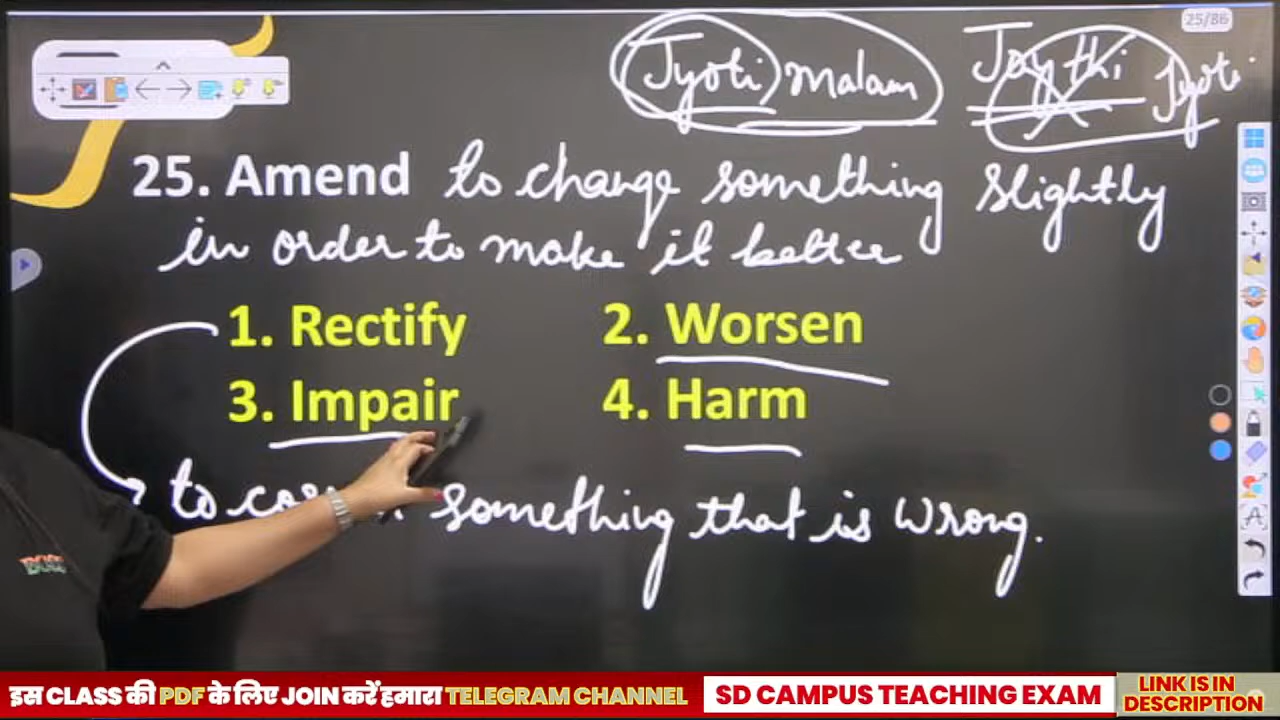 25/86
Jyoti malam Joythi Jyoti
25. Amend to change something slightly
in order to make it better
1. Rectify 2. Worsen
3. Impair 4. Harm
to something that is wrong.
इस CLASS की PDF के लिए JOIN करें हमारा TELEGRAM CHANNEL SD CAMPUS TEACHING EXAM LINK IS IN
DESCRIPTION